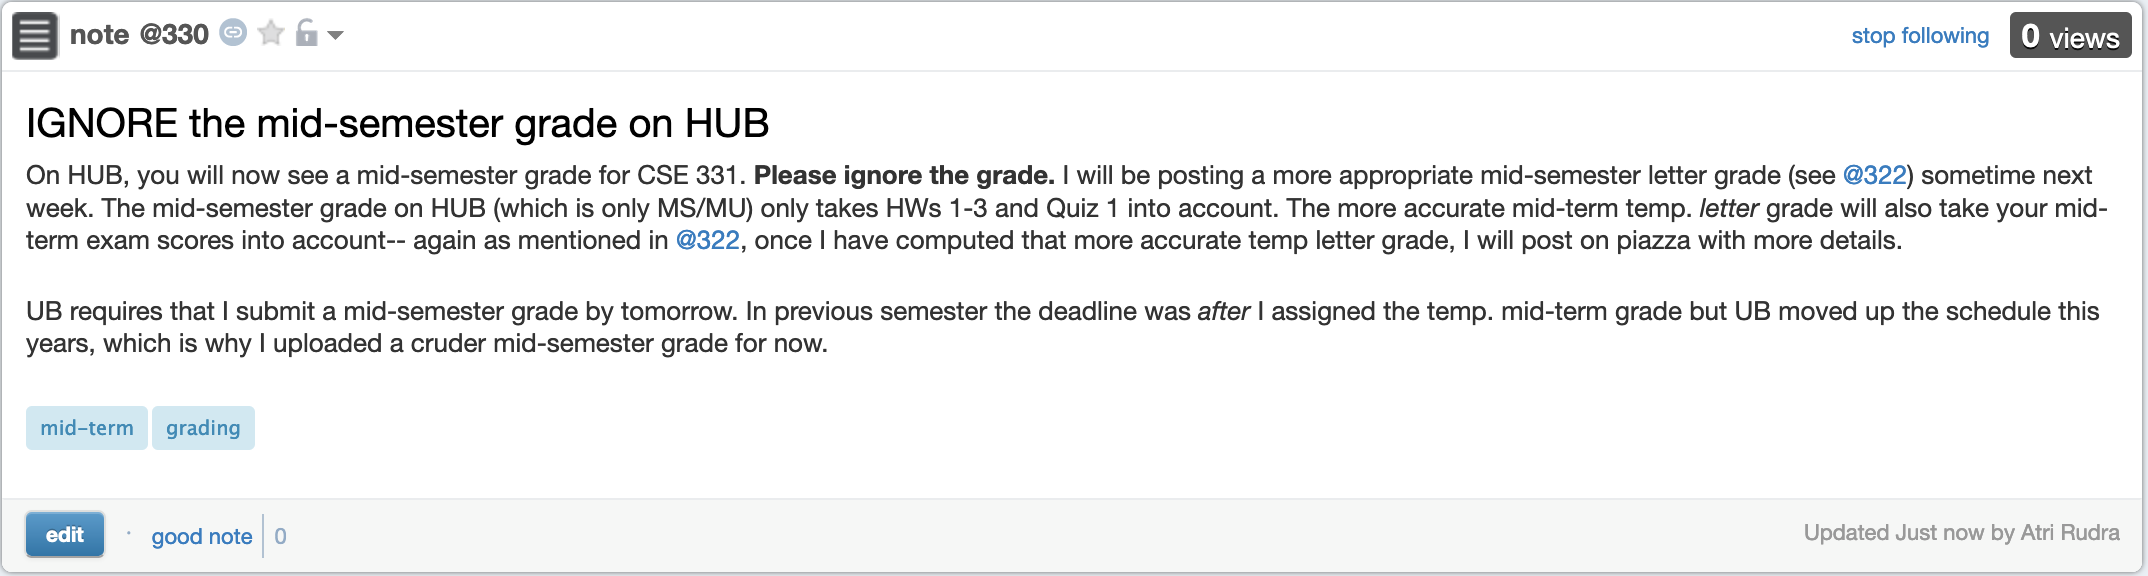 note @330
stop following
0 views
IGNORE the mid-semester grade on HUB
On HUB, you will now see a mid-semester grade for CSE 331. Please ignore the grade. I will be posting a more appropriate mid-semester letter grade (see @322) sometime next
week. The mid-semester grade on HUB (which is only MS/MU) only takes HWs 1-3 and Quiz 1 into account. The more accurate mid-term temp. letter grade will also take your mid-
term exam scores into account-- again as mentioned in @322, once I have computed that more accurate temp letter grade, I will post on piazza with more details.
UB requires that I submit a mid-semester grade by tomorrow. In previous semester the deadline was after I assigned the temp. mid-term grade but UB moved up the schedule this
years, which is why I uploaded a cruder mid-semester grade for now.
mid-term grading
edit · good note 0
Updated Just now by Atri Rudra